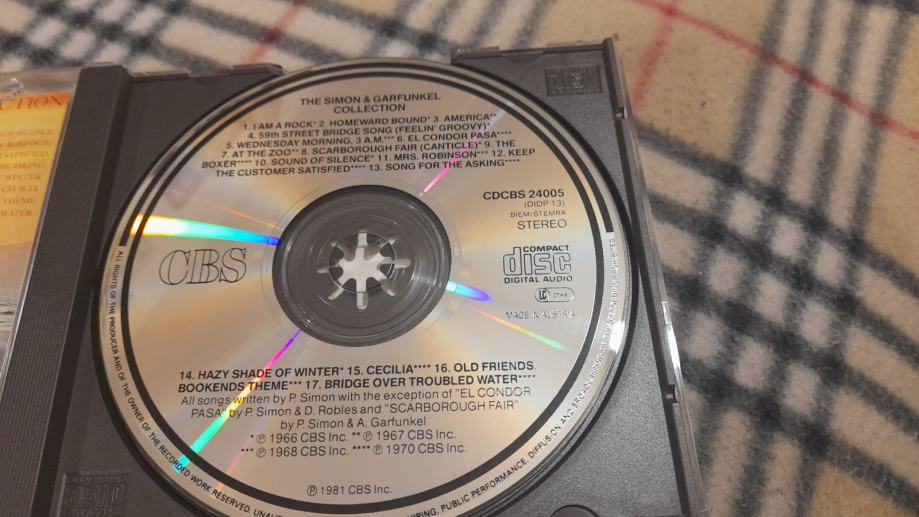 CTION
THE SIMON & GARFUNKEL
COLLECTION
1. I AM A ROCK* 2. HOMEWARD BOUND* 3. AMERICA**
4. 59th STREET BRIDGE SONG (FEELIN' GROOVY)*
5. WEDNESDAY MORNING, 3 A.M.*** 6. EL CONDOR PASA****
7. AT THE ZOO** 8. SCARBOROUGH FAIR (CANTICLE)* 9. THE
BOXER**** 10. SOUND OF SILENCE* 11. MRS. ROBINSON*** 12. KEEP
THE CUSTOMER SATISFIED**** 13. SONG FOR THE ASKING****
CDCBS 24005
(DIDP 13)
BIEM/STEMRA
STEREO
CBS
COMPACT
disc
DIGITAL AUDIO
MADE IN AUSTRIA
14. HAZY SHADE OF WINTER* 15. CECILIA**** 16. OLD FRIENDS.
BOOKENDS THEME*** 17. BRIDGE OVER TROUBLED WATER****
All songs written by P. Simon with the exception of "EL CONDOR
PASA" by P. Simon & D. Robles and "SCARBOROUGH FAIR"
by P. Simon & A. Garfunkel
* ℗ 1966 CBS Inc. ** ℗ 1967 CBS Inc.
*** ℗ 1968 CBS Inc. **** ℗ 1970 CBS Inc.
℗ 1981 CBS Inc.
ALL RIGHTS OF THE PRODUCER AND OF THE OWNER OF THE RECORDED WORK RESERVED. PUBLIC PERFORMANCE, DIFFUSION AND BROADCASTING PROHIBITED